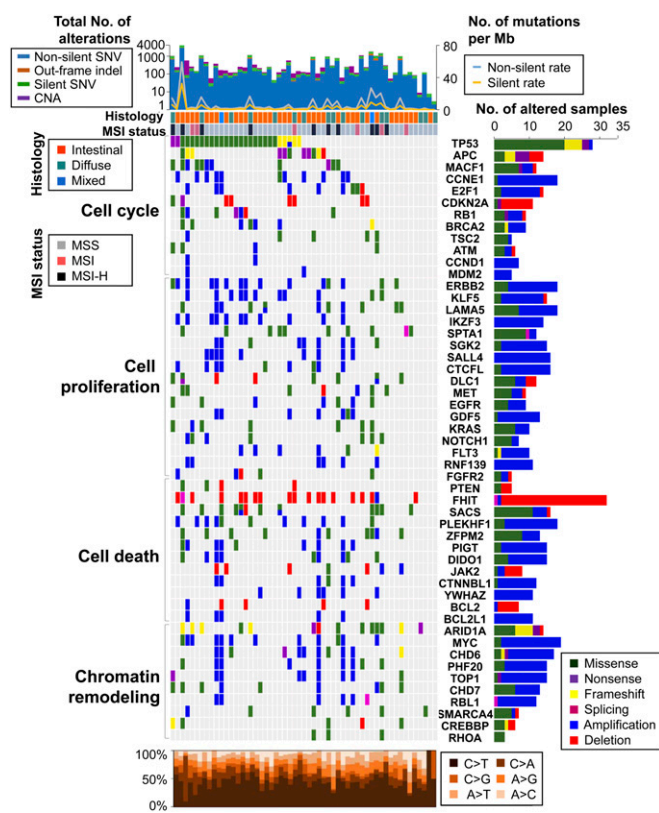 Total No. of
alterations
Non-silent SNV
Out-frame indel
Silent SNV
CNA
4000
1000
100
10
1
80
40
0
No. of mutations
per Mb
Non-silent rate
Silent rate
Histology
MSI status
No. of altered samples
0 10 20 35
30
Histology
Intestinal
Diffuse
Mixed
MSI status
MSS
MSI
MSI-H
Cell cycle
Cell
proliferation
Cell death
Chromatin
remodeling
TP53
APC
MACF1
CCNE1
E2F1
CDKN2A
RB1
BRCA2
TSC2
ATM
CCND1
MDM2
ERBB2
KLF5
LAMA5
IKZF3
SPTA1
SGK2
SALL4
CTCFL
DLC1
MET
EGFR
GDF5
KRAS
NOTCH1
FLT3
RNF139
FGFR2
PTEN
FHIT
SACS
PLEKHF1
ZFPM2
PIGT
DIDO1
JAK2
CTNNBL1
YWHAZ
BCL2
BCL2L1
ARID1A
MYC
CHD6
PHF20
TOP1
CHD7
RBL1
SMARCA4
CREBBP
RHOA
Missense
Nonsense
Frameshift
Splicing
Amplification
Deletion
100%
50%
0%
C>T C>A
C>G A>G
A>T A>C